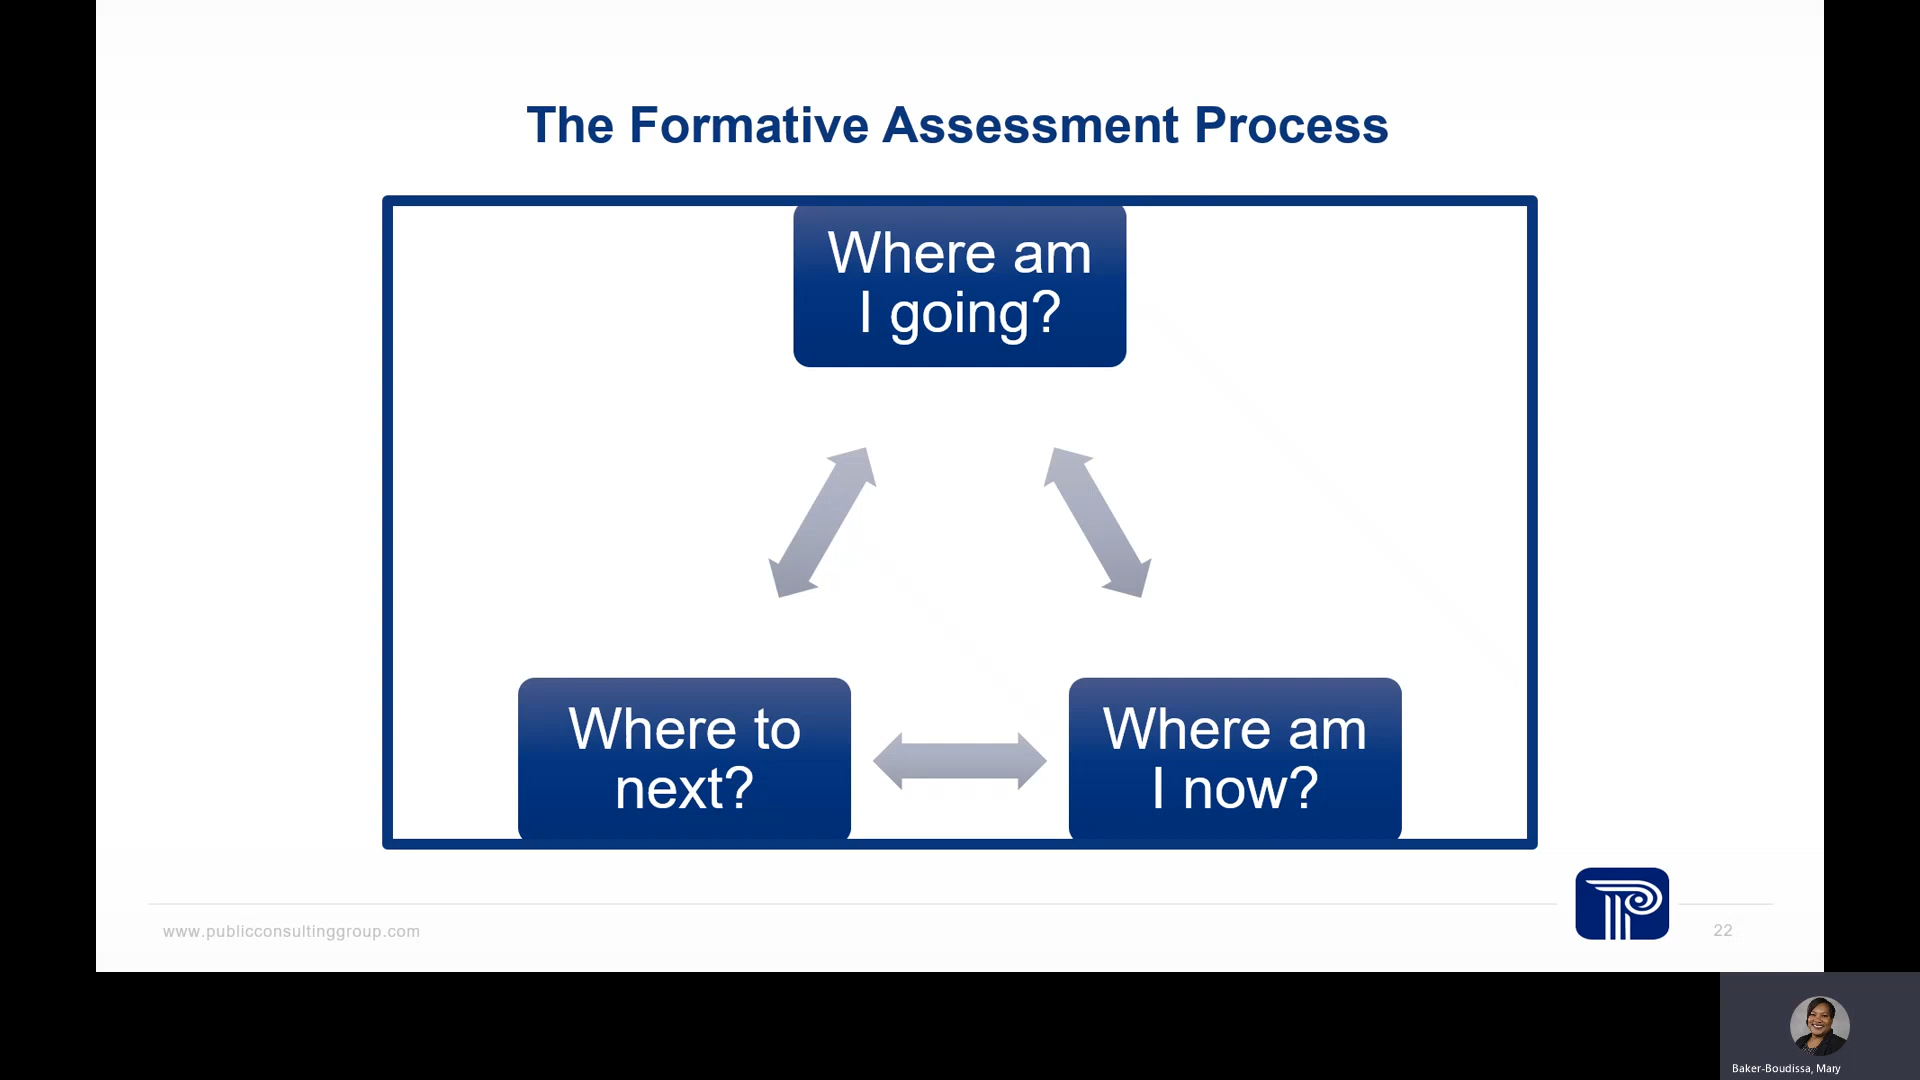 The Formative Assessment Process
Where am
I going?
Where to
next?
Where am
I now?
www.publicconsultinggroup.com
22
Baker-Boudissa, Mary